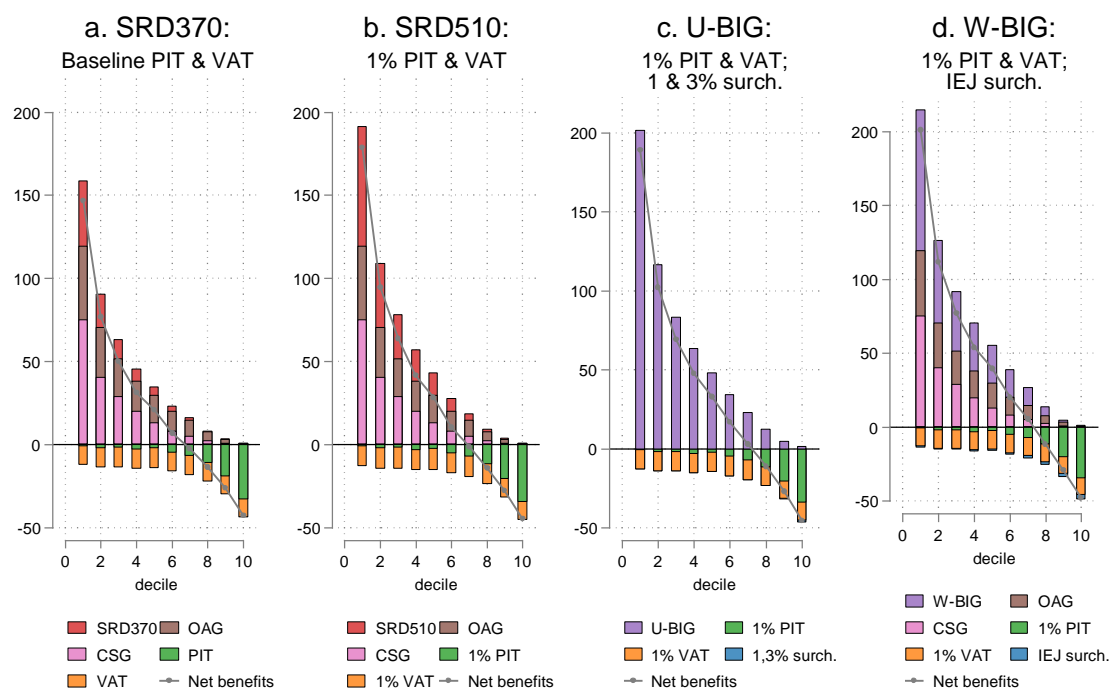 a. SRD370:
Baseline PIT & VAT
200
150
100
50
0
-50
0 2 4 6 8 10
decile
SRD370 OAG
CSG PIT
VAT Net benefits
b. SRD510:
1% PIT & VAT
200
150
100
50
0
-50
0 2 4 6 8 10
decile
SRD510 OAG
CSG 1% PIT
1% VAT Net benefits
c. U-BIG:
1% PIT & VAT;
1 & 3% surch.
200
150
100
50
0
-50
0 2 4 6 8 10
decile
U-BIG 1% PIT
1% VAT 1,3% surch.
Net benefits
d. W-BIG:
1% PIT & VAT;
IEJ surch.
200
150
100
50
0
-50
0 2 4 6 8 10
decile
W-BIG OAG
CSG 1% PIT
1% VAT IEJ surch.
Net benefits